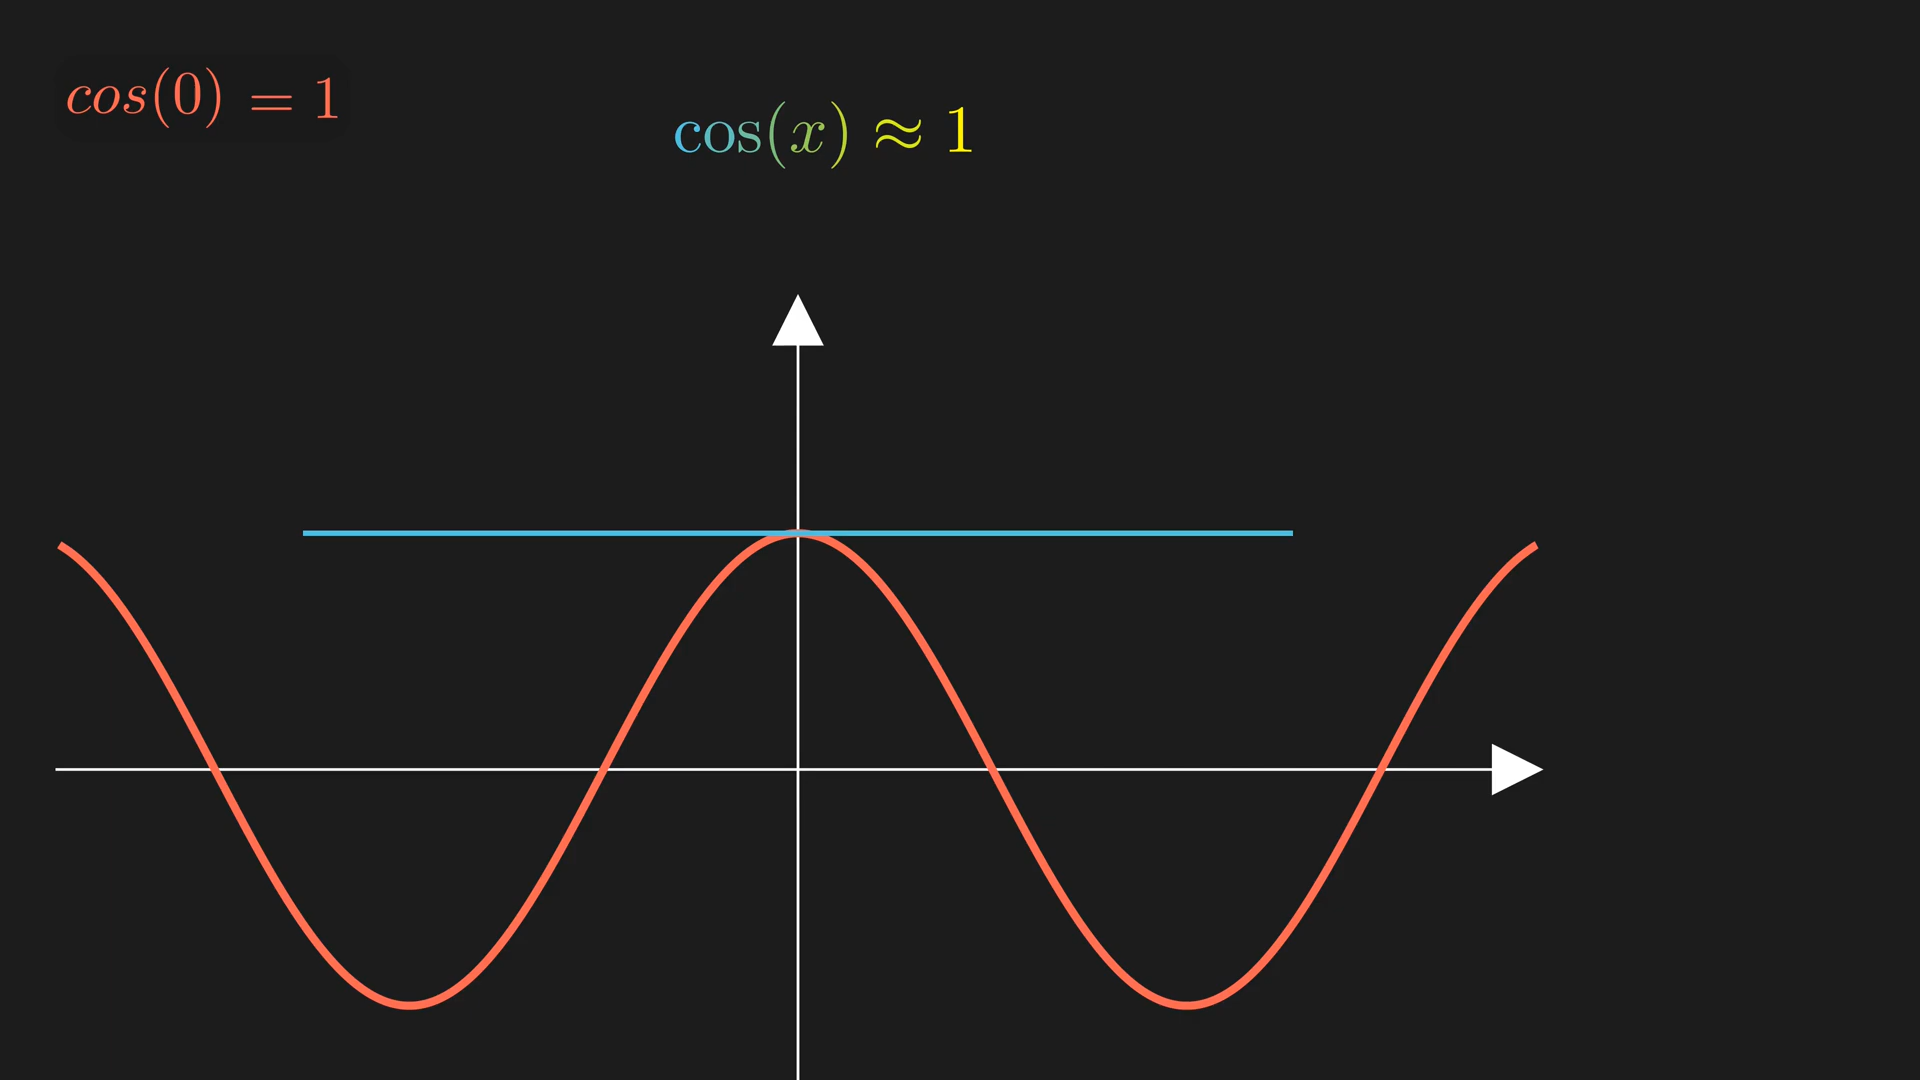 cos(0) = 1
cos(x) ≈ 1